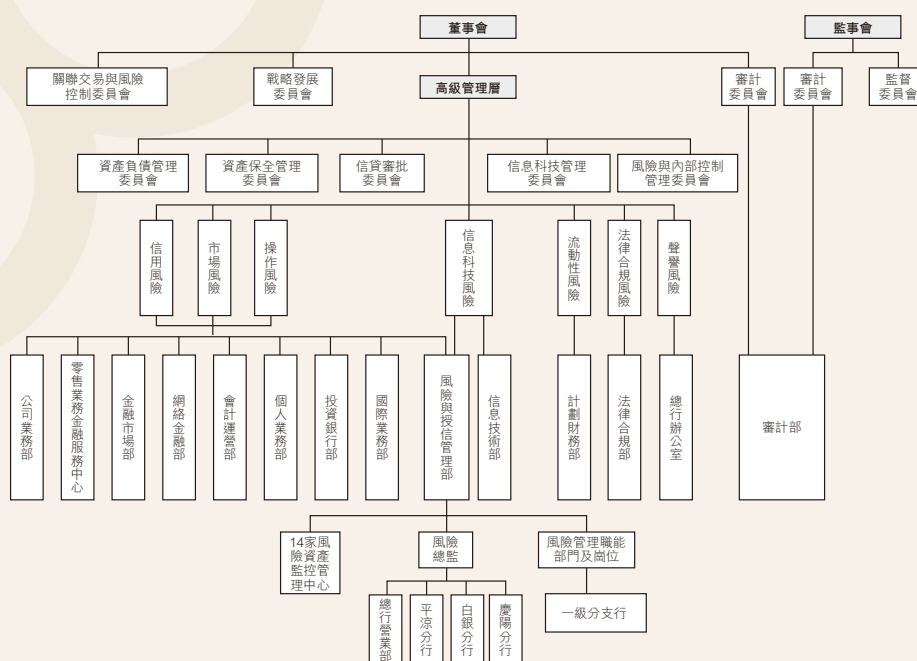 董事會
監事會
關聯交易與風險
控制委員會
戰略發展
委員會
高級管理層
審計
委員會
審計
委員會
監督
委員會
資產負債管理
委員會
資產保全管理
委員會
信貸審批
委員會
信息科技管理
委員會
風險與內部控制
管理委員會
信用風險
市場風險
操作風險
信息科技風險
流動性風險
法律合規風險
聲譽風險
公司業務部
零售業務金融服務中心
金融市場部
網絡金融部
會計運營部
個人業務部
投資銀行部
國際業務部
風險與授信管理部
信息技術部
計劃財務部
法律合規部
總行辦公室
審計部
14家風
險資產
監控管
理中心
風險
總監
風險管理職能
部門及崗位
總行營業部
平涼分行
白銀分行
慶陽分行
一級分支行